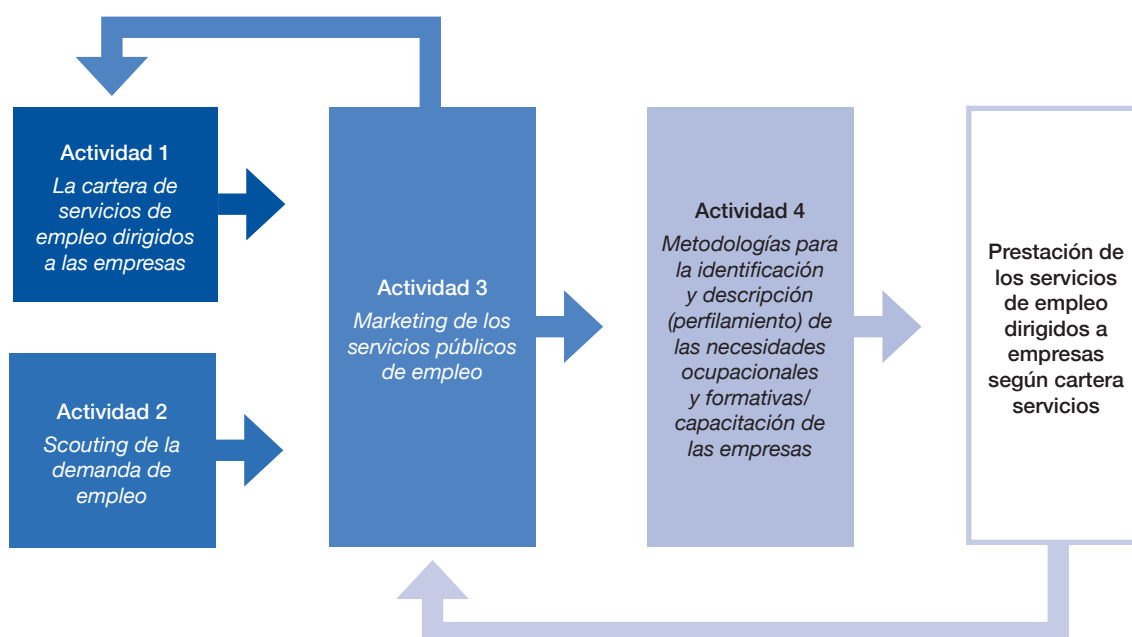 Actividad 1
La cartera de
servicios de
empleo dirigidos
a las empresas
Actividad 2
Scouting de la
demanda de
empleo
Actividad 3
Marketing de los
servicios públicos
de empleo
Actividad 4
Metodologías para
la identificación
y descripción
(perfilamiento) de
las necesidades
ocupacionales
y formativas/
capacitación de
las empresas
Prestación de
los servicios
de empleo
dirigidos a
empresas
según cartera
servicios